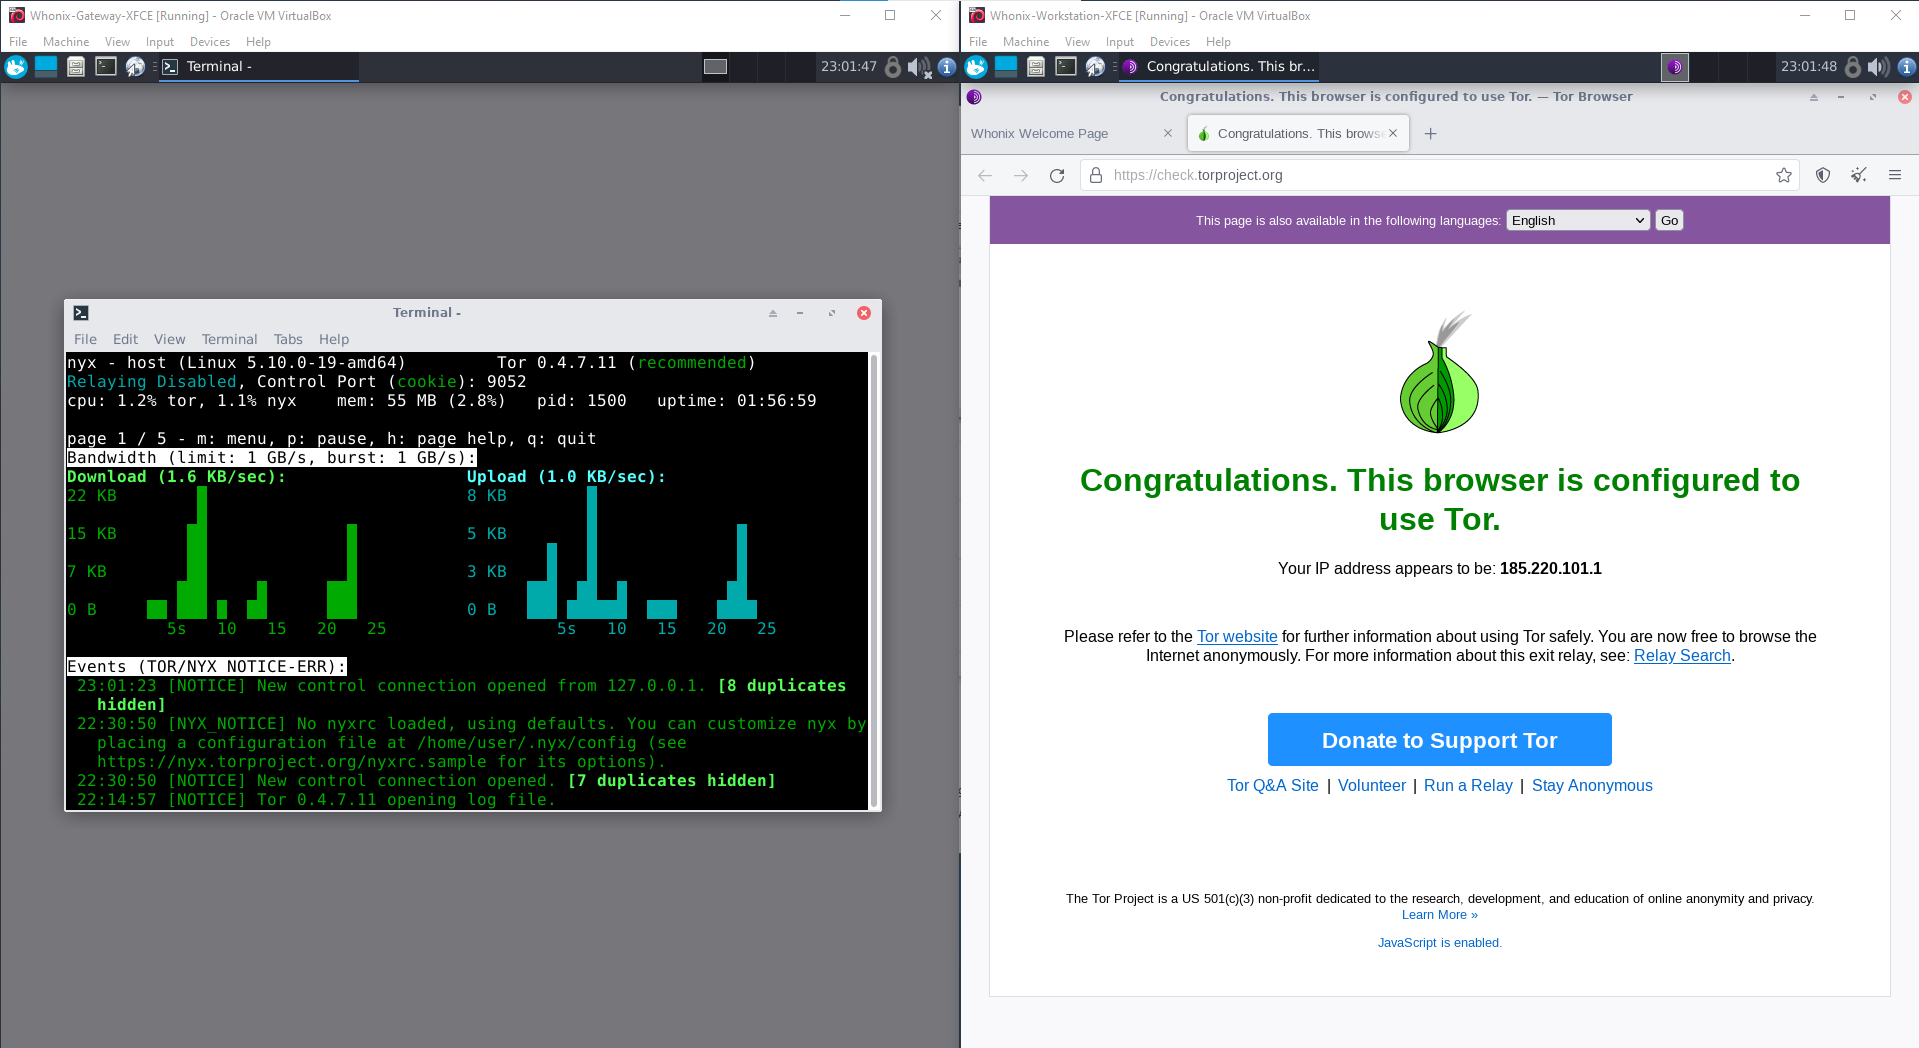 Whonix-Gateway-XFCE [Running] - Oracle VM VirtualBox
File Machine View Input Devices Help
Terminal -
23:01:47
Terminal -
File Edit View Terminal Tabs Help
nyx - host (Linux 5.10.0-19-amd64) Tor 0.4.7.11 (recommended)
Relaying Disabled, Control Port (cookie): 9052
cpu: 1.2% tor, 1.1% nyx mem: 55 MB (2.8%) pid: 1500 uptime: 01:56:59
page 1 / 5 - m: menu, p: pause, h: page help, q: quit
Bandwidth (limit: 1 GB/s, burst: 1 GB/s):
Download (1.6 KB/sec): Upload (1.0 KB/sec):
22 KB 8 KB
15 KB 5 KB
7 KB 3 KB
0 B 0 B
5s 10 15 20 25 5s 10 15 20 25
Events (TOR/NYX NOTICE-ERR):
23:01:23 [NOTICE] New control connection opened from 127.0.0.1. [8 duplicates
hidden]
22:30:50 [NYX_NOTICE] No nyxrc loaded, using defaults. You can customize nyx by
placing a configuration file at /home/user/.nyx/config (see
https://nyx.torproject.org/nyxrc.sample for its options).
22:30:50 [NOTICE] New control connection opened. [7 duplicates hidden]
22:14:57 [NOTICE] Tor 0.4.7.11 opening log file.
Whonix-Workstation-XFCE [Running] - Oracle VM VirtualBox
File Machine View Input Devices Help
Congratulations. This br...
23:01:48
Congratulations. This browser is configured to use Tor. — Tor Browser
Whonix Welcome Page
Congratulations. This browse
https://check.torproject.org
This page is also available in the following languages: English Go
Congratulations. This browser is configured to
use Tor.
Your IP address appears to be: 185.220.101.1
Please refer to the Tor website for further information about using Tor safely. You are now free to browse the
Internet anonymously. For more information about this exit relay, see: Relay Search.
Donate to Support Tor
Tor Q&A Site | Volunteer | Run a Relay | Stay Anonymous
The Tor Project is a US 501(c)(3) non-profit dedicated to the research, development, and education of online anonymity and privacy.
Learn More »
JavaScript is enabled.